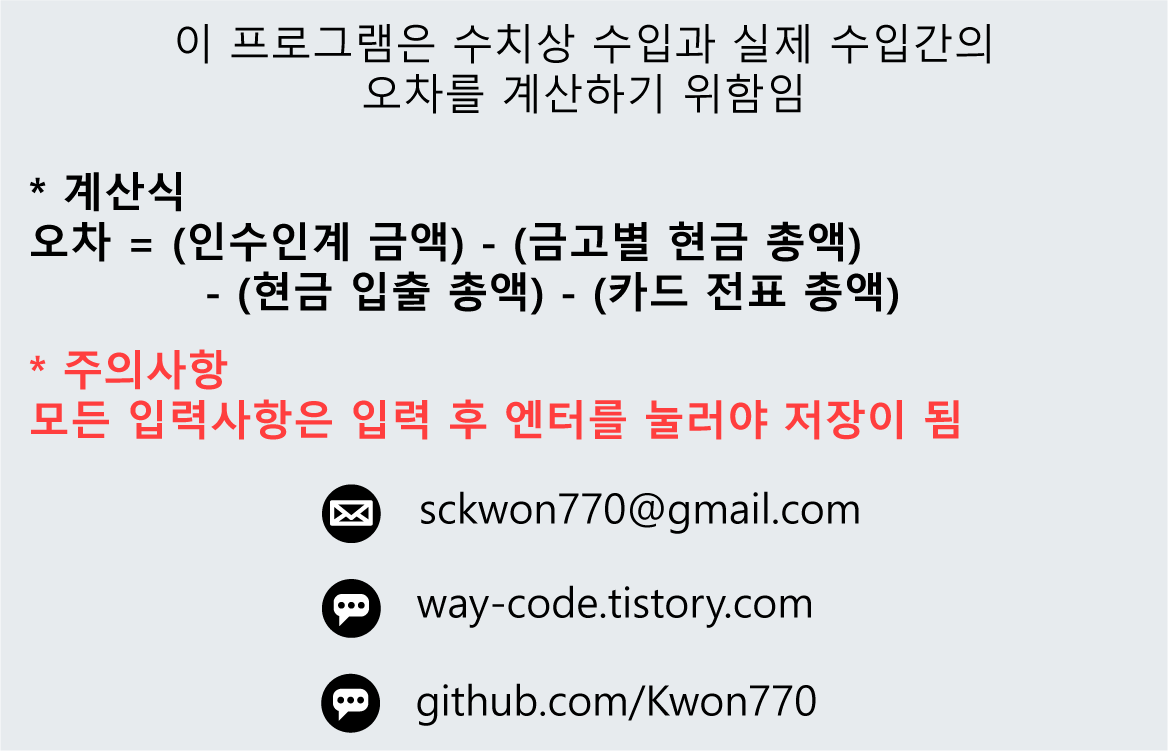 이 프로그램은 수치상 수입과 실제 수입간의
오차를 계산하기 위함임
* 계산식
오차 = (인수인계 금액) - (금고별 현금 총액)
- (현금 입출 총액) - (카드 전표 총액)
* 주의사항
모든 입력사항은 입력 후 엔터를 눌러야 저장이 됨
sckwon770@gmail.com
way-code.tistory.com
github.com/Kwon770